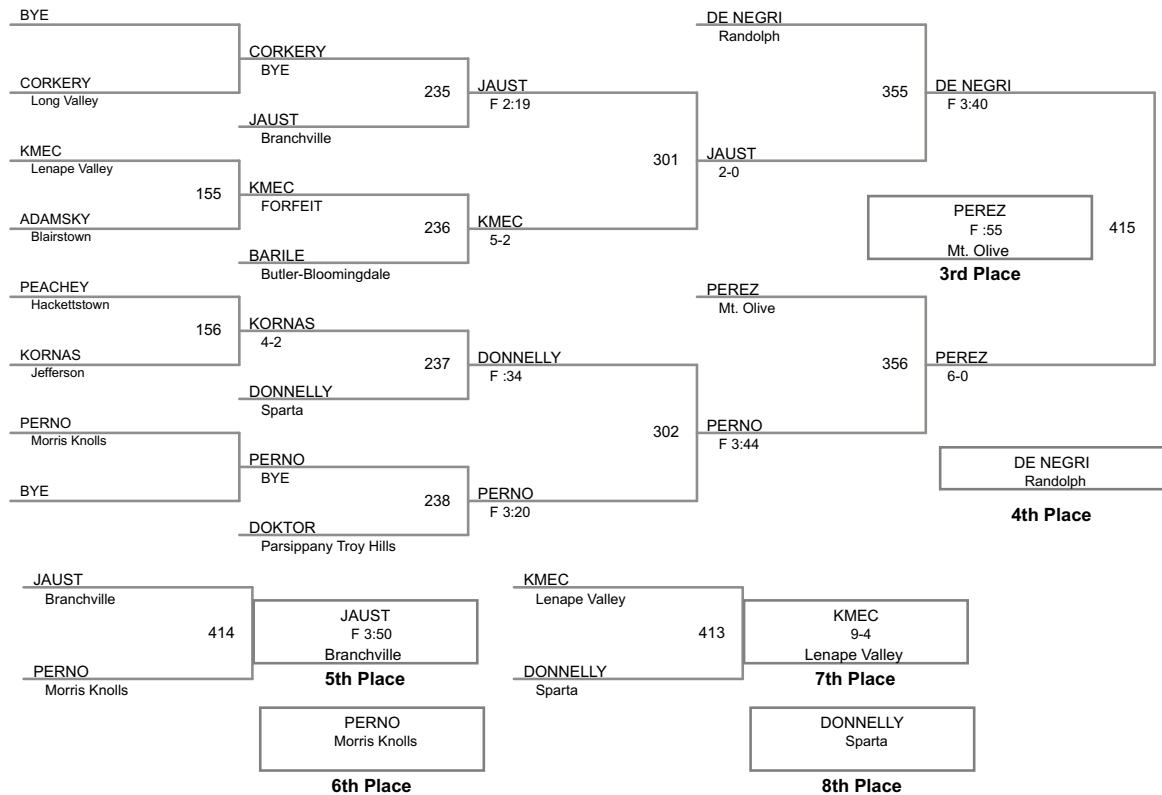 BYE
CORKERY
Long Valley
KMEC
Lenape Valley
155
ADAMSKY
Blairstown
PEACHEY
Hackettstown
156
KORNAS
Jefferson
PERNO
Morris Knolls
BYE
CORKERY
BYE
235
JAUST
Branchville
KMEC
FORFEIT
236
BARILE
Butler-Bloomingdale
KORNAS
4-2
237
DONNELLY
Sparta
PERNO
BYE
238
DOKTOR
Parsippany Troy Hills
JAUST
F 2:19
301
KMEC
5-2
DONNELLY
F :34
302
PERNO
F 3:20
DE NEGRI
Randolph
355
JAUST
2-0
PEREZ
Mt. Olive
356
PERNO
F 3:44
DE NEGRI
F 3:40
415
PEREZ
6-0
PEREZ
F :55
Mt. Olive
3rd Place
DE NEGRI
Randolph
4th Place
JAUST
Branchville
414
PERNO
Morris Knolls
JAUST
F 3:50
Branchville
5th Place
PERNO
Morris Knolls
6th Place
KMEC
Lenape Valley
413
DONNELLY
Sparta
KMEC
9-4
Lenape Valley
7th Place
DONNELLY
Sparta
8th Place